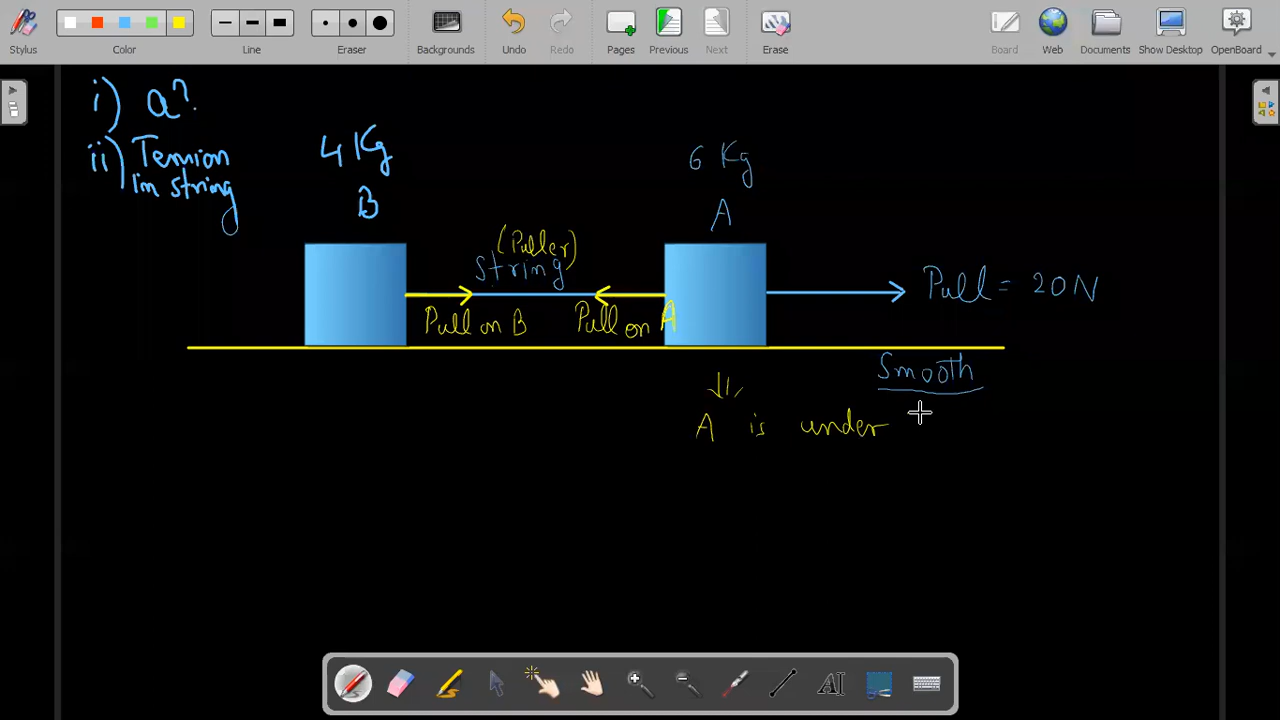 Stylus
Color
Line
Eraser
Backgrounds
Undo
Redo
Pages
Previous
Next
Erase
Board
Web
Documents
Show Desktop
OpenBoard
i) a?
ii) Tension
in string
4 Kg
B
6 Kg
A
(Puller)
string
Pull on B
Pull on A
Pull = 20N
Smooth
A is under
AI